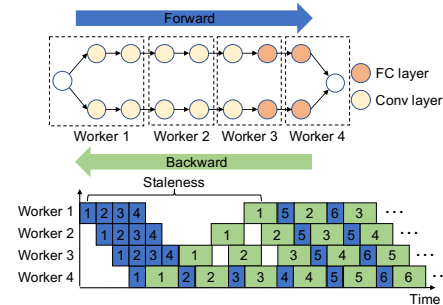 Forward
FC layer
Conv layer
Worker 1 Worker 2 Worker 3 Worker 4
Backward
Staleness
Worker 1 1 2 3 4 1 5 2 6 3 ...
Worker 2 1 2 3 4 1 2 5 3 5 4 ...
Worker 3 1 2 3 4 1 2 3 5 4 6 5 ...
Worker 4 1 1 2 2 3 3 4 4 5 5 6 6 ...
Time